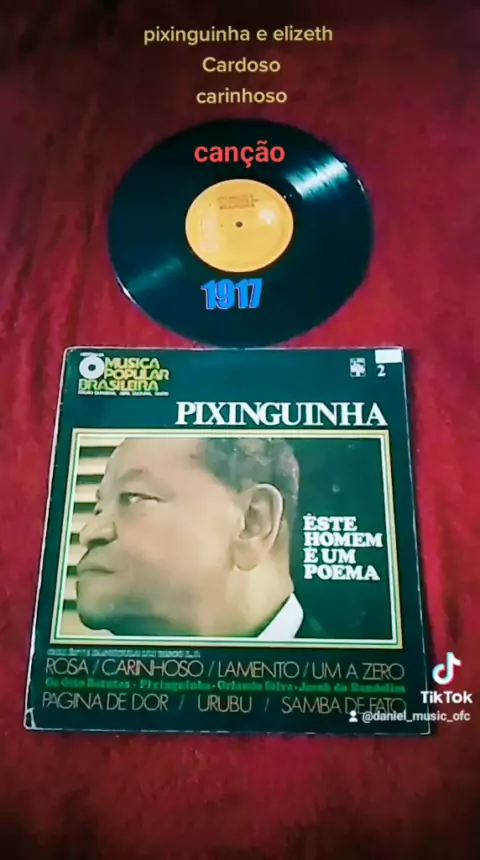 pixinguinha e elizeth
Cardoso
carinhoso
canção
1917
MUSICA
POPULAR
BRASILEIRA
2
PIXINGUINHA
ÊSTE
HOMEM
É UM
POEMA
ROSA / CARINHOSO / LAMENTO / UM A ZERO
Os Oito Batutas - Pixinguinha - Orlando Silva - Jacob do Bandolim
PAGINA DE DOR / URUBU / SAMBA DE FATO
TikTok
@daniel_music_ofc